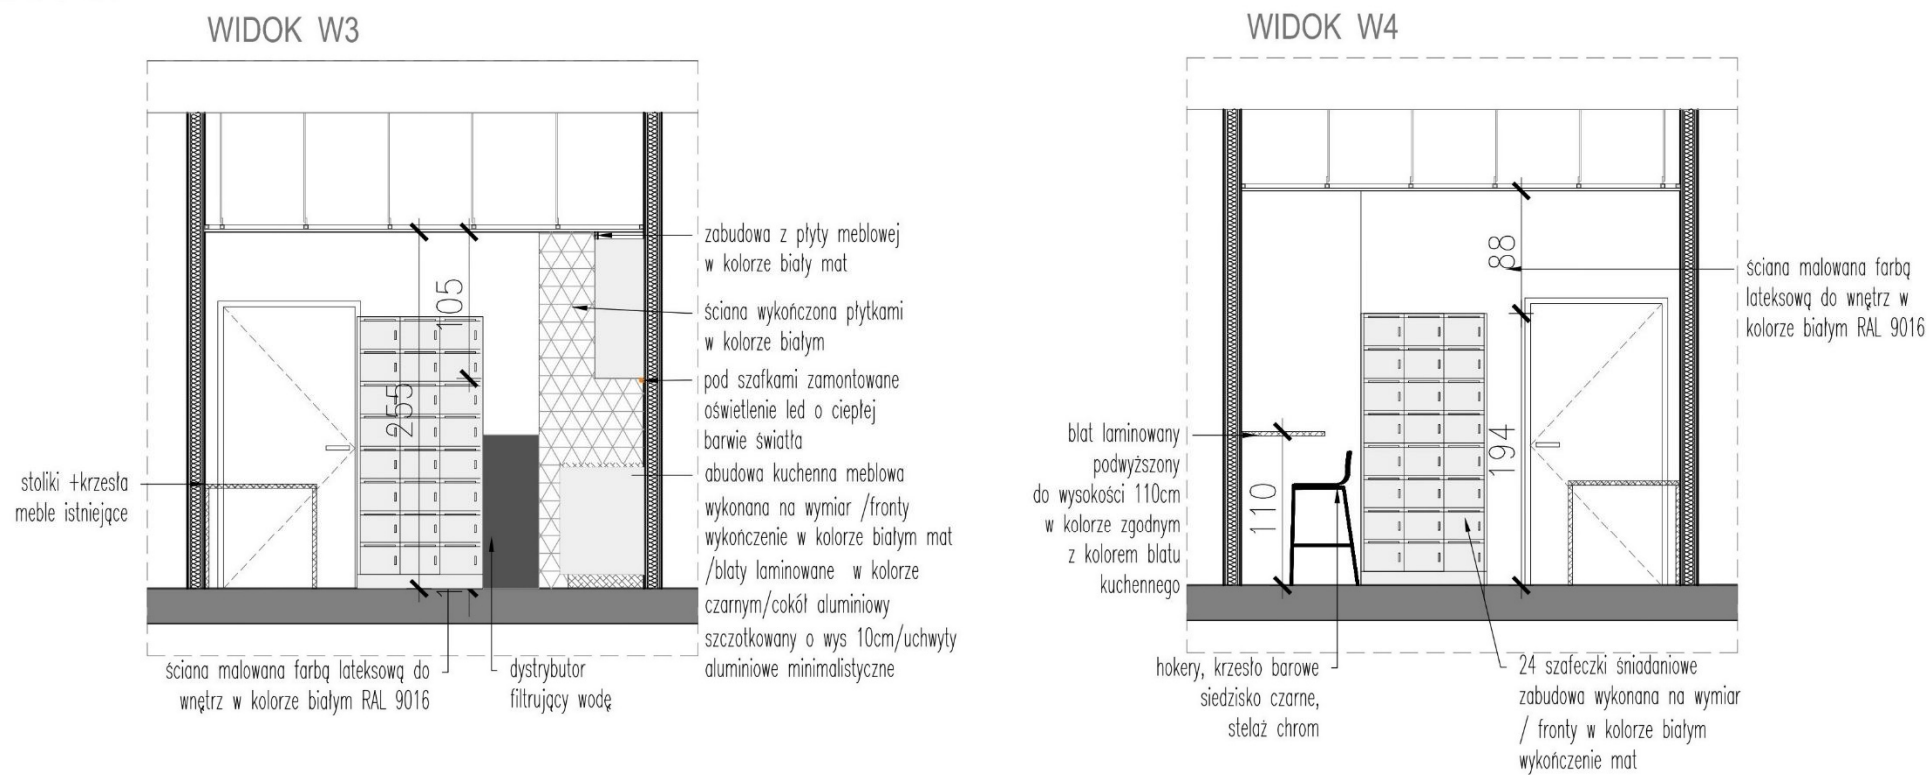 WIDOK W3
zabudowa z płyty meblowej
w kolorze biały mat
ściana wykończona płytkami
w kolorze białym
pod szafkami zamontowane
oświetlenie led o ciepłej
barwie światła
abudowa kuchenna meblowa
wykonana na wymiar /fronty
wykończenie w kolorze białym mat
/blaty laminowane w kolorze
czarnym/cokół aluminiowy
szczotkowany o wys 10cm/uchwyty
aluminiowe minimalistyczne
105
255
stoliki +krzesła
meble istniejące
ściana malowana farbą lateksową do
wnętrz w kolorze białym RAL 9016
dystrybutor
filtrujący wodę
WIDOK W4
88
194
110
ściana malowana farbą
lateksową do wnętrz w
kolorze białym RAL 9016
blat laminowany
podwyższony
do wysokości 110cm
w kolorze zgodnym
z kolorem blatu
kuchennego
hokery, krzesło barowe
siedzisko czarne,
stelaż chrom
24 szafeczki śniadaniowe
zabudowa wykonana na wymiar
/ fronty w kolorze białym
wykończenie mat